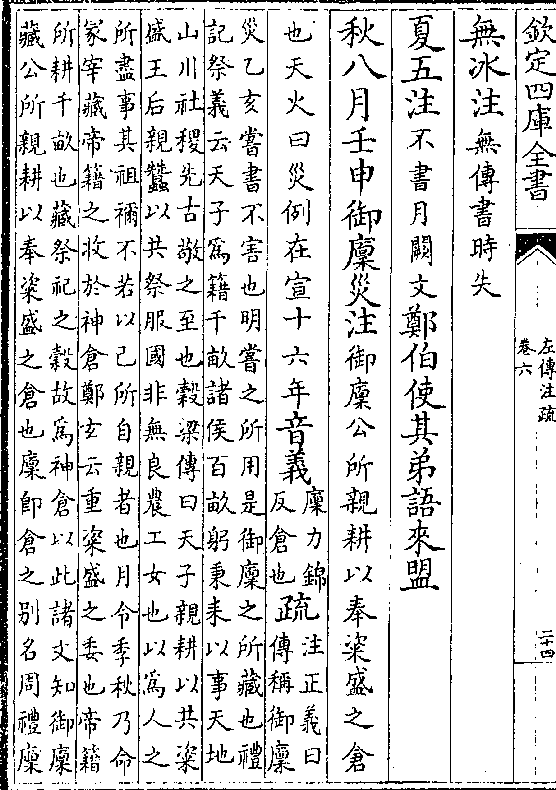 欽定四庫全書
左傳注疏
卷六
二十四
無冰注無傳書時失
夏五注不書月闕文鄭伯使其弟語來盟
秋八月壬申御廩災注御廩公所親耕以奉粢盛之倉
也天火曰災例在宣十六年音義廩力錦反倉也疏注正義曰傳稱御廩
災乙亥嘗書不害也明嘗之所用是御廩之所藏也禮
記祭義云天子為籍千畝諸侯百畝躬秉耒以事天地
山川社稷先古敬之至也穀梁傳曰天子親耕以共粢
盛王后親蠶以共祭服國非無良農工女也以為人之
所盡事其祖禰不若以己所自親者也月令季秋乃命
冡宰藏帝籍之收於神倉鄭玄云重粢盛之委也帝籍
所耕千畝也藏祭祀之穀故為神倉以此諸文知御廩
藏公所親耕以奉粢盛之倉也廩即倉之别名周禮廩